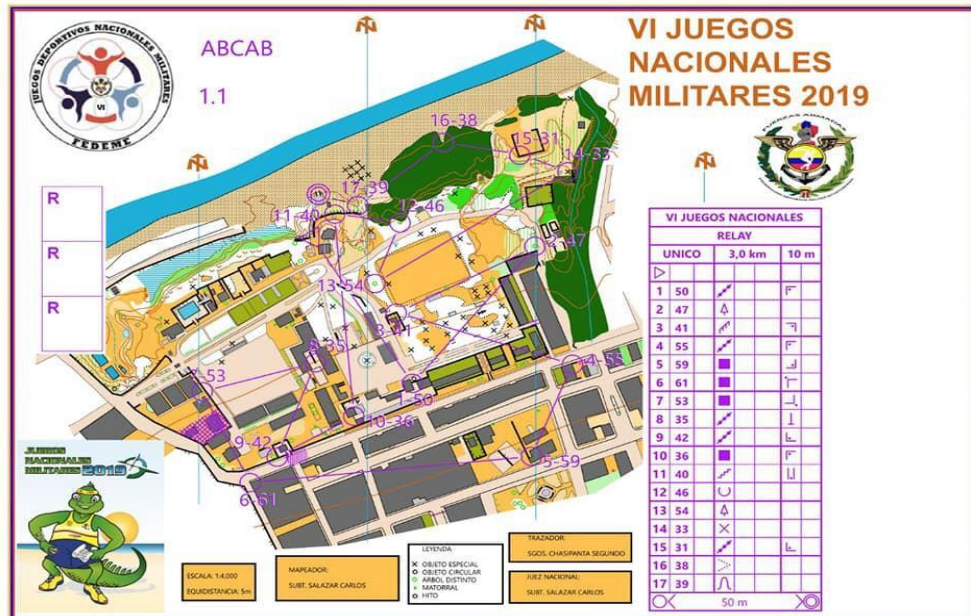 JUEGOS DEPORTIVOS NACIONALES MILITARES
VI
FEDEME
ABCAB
1.1
VI JUEGOS
NACIONALES
MILITARES 2019
FUERZAS ARMADAS
R
R
R
16-38
15-31
14-33
17-39
11-40
12-46
2-47
13-54
3-41
8-35
4-55
7-53
1-50
10-36
9-42
5-59
6-61
VI JUEGOS NACIONALES
RELAY
UNICO 3,0 km 10 m
1 50
2 47
3 41
4 55
5 59
6 61
7 53
8 35
9 42
10 36
11 40
12 46
13 54
14 33
15 31
16 38
17 39
50 m
JUEGOS
NACIONALES
MILITARES 2019
ESCALA: 1:4.000
EQUIDISTANCIA: 5m
MAPEADOR:
SUBT. SALAZAR CARLOS
LEYENDA
OBJETO ESPECIAL
OBJETO CIRCULAR
ARBOL DISTINTO
MATORRAL
HITO
TRAZADOR:
SGOS. CHASIPANTA SEGUNDO
JUEZ NACIONAL:
SUBT. SALAZAR CARLOS